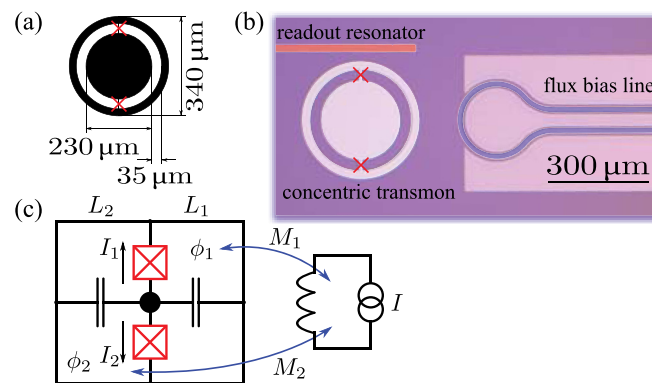 (a)
340 μm
230 μm
35 μm
(b)
readout resonator
flux bias line
300 μm
concentric transmon
(c)
L₂ L₁
I₁ ϕ₁ M₁
I
I₂
ϕ₂ M₂